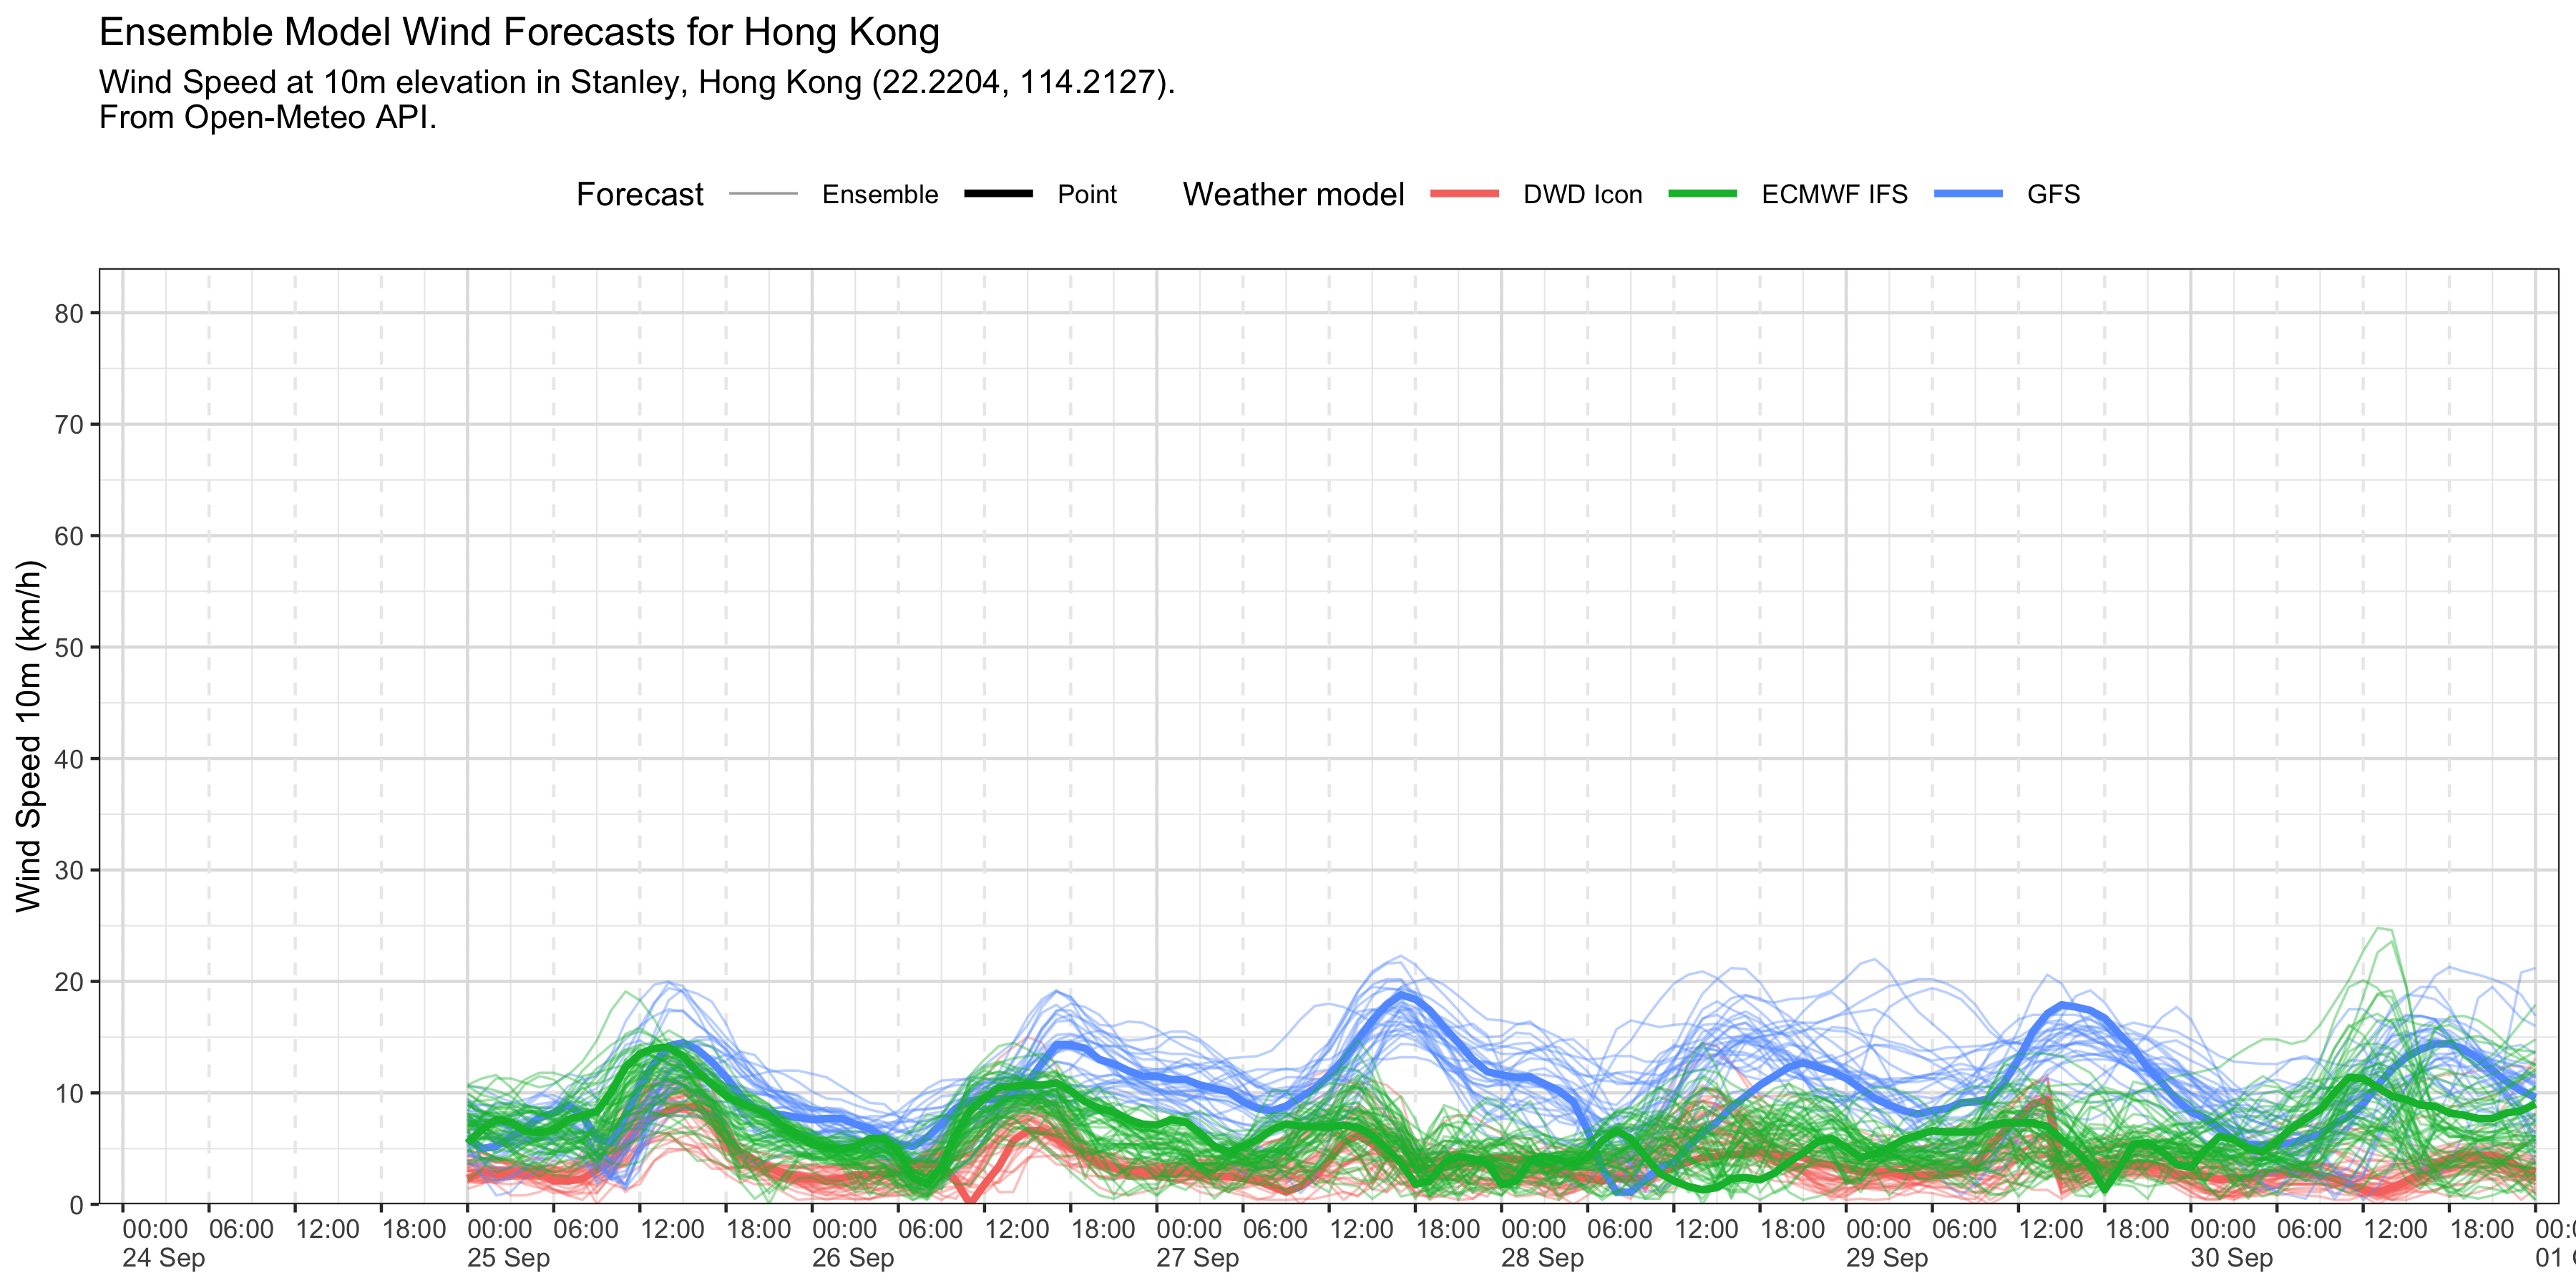 Ensemble Model Wind Forecasts for Hong Kong
Wind Speed at 10m elevation in Stanley, Hong Kong (22.2204, 114.2127).
From Open-Meteo API.
Forecast Ensemble Point Weather model DWD Icon ECMWF IFS GFS
Wind Speed 10m (km/h)
80
70
60
50
40
30
20
10
0
00:00 06:00 12:00 18:00 00:00 06:00 12:00 18:00 00:00 06:00 12:00 18:00 00:00 06:00 12:00 18:00 00:00 06:00 12:00 18:00 00:00 06:00 12:00 18:00 00:00 06:00 12:00 18:00
24 Sep 25 Sep 26 Sep 27 Sep 28 Sep 29 Sep 30 Sep 01